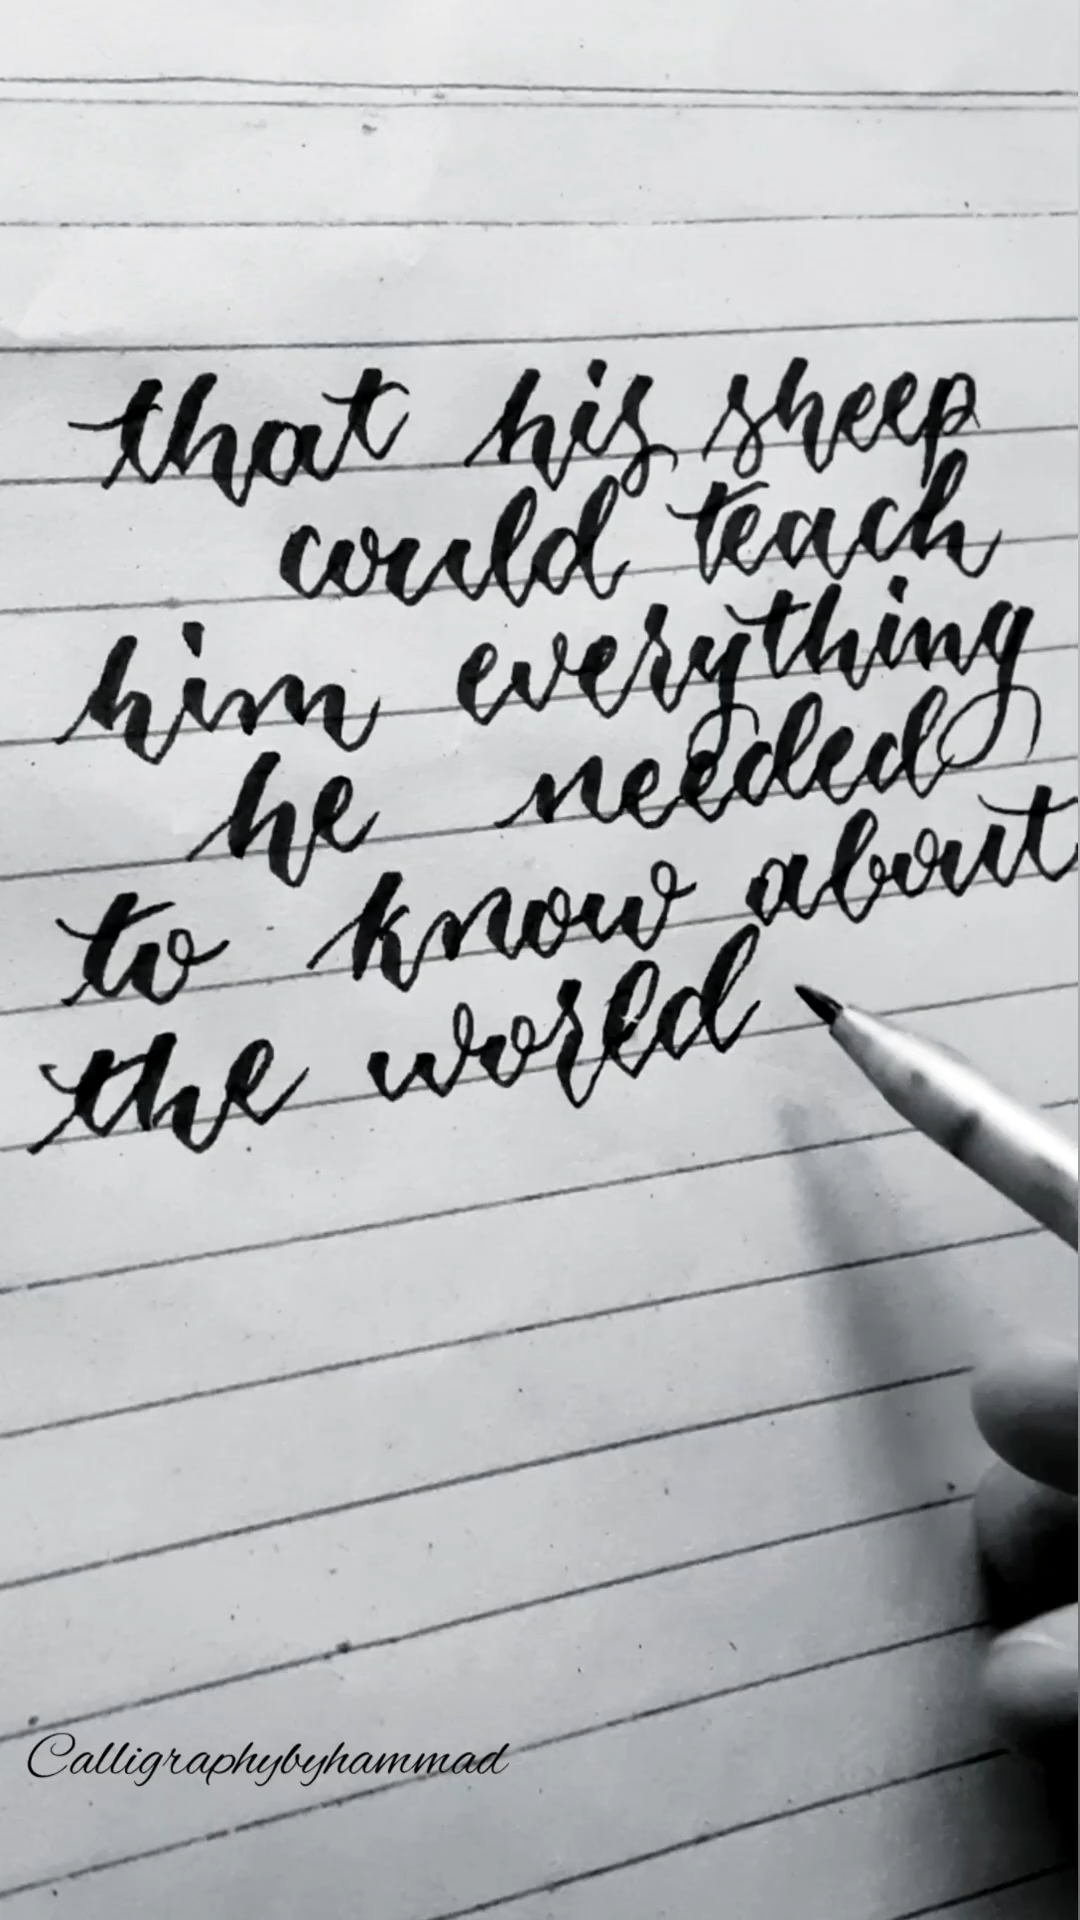 that his sheep
could teach
him everything
he needed
to know about
the world
Calligraphybyhammad